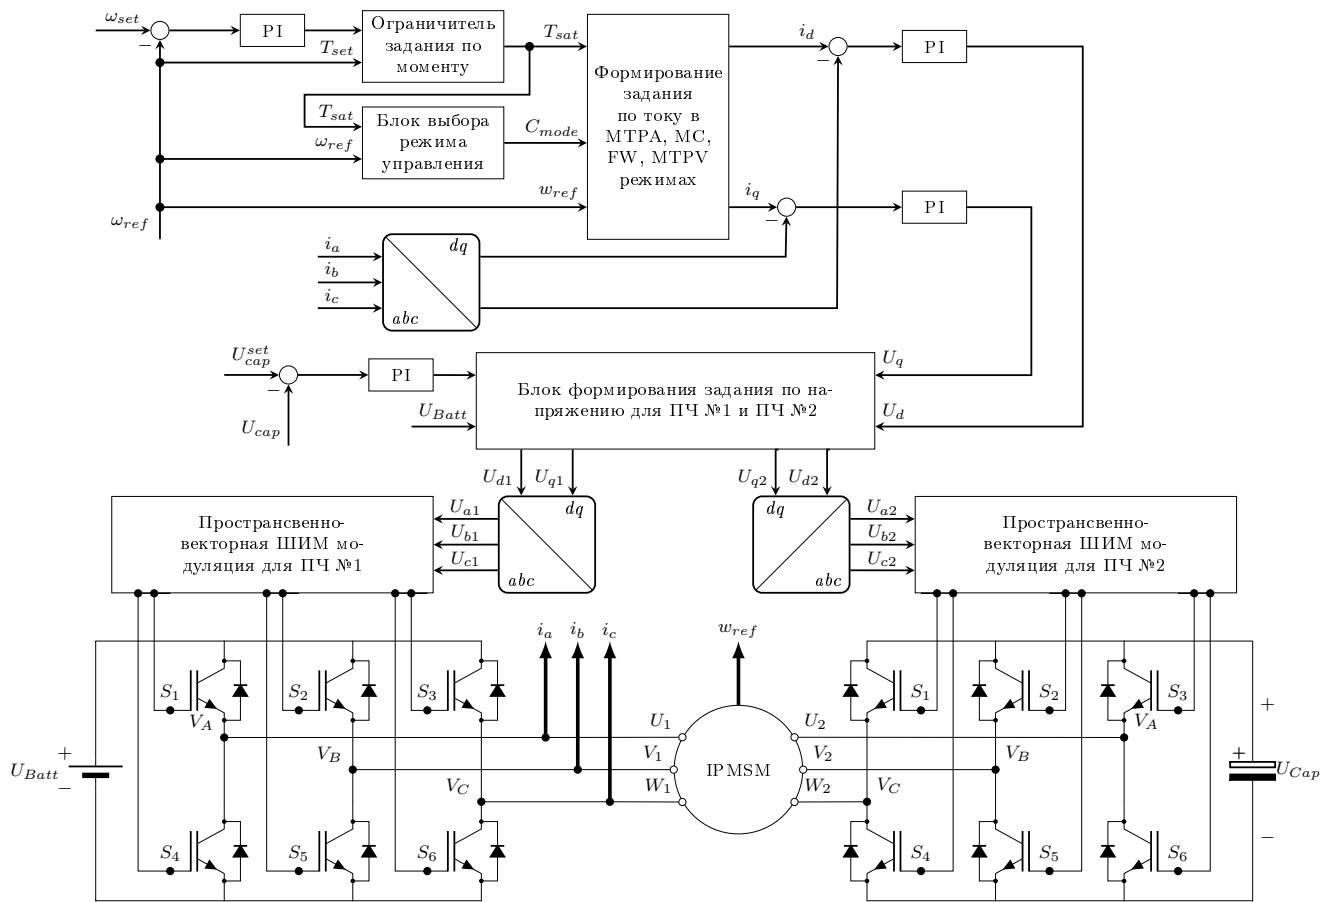 ω_set
PI
Ограничитель
задания по
моменту
T_set
T_sat
Формирование
задания
по току в
MTPA, MC,
FW, MTPV
режимах
i_d
PI
T_sat
Блок выбора
режима
управления
ω_ref
C_mode
w_ref
i_q
PI
ω_ref
i_a
i_b
i_c
dq
abc
U_cap^set
PI
U_Batt
U_cap
Блок формирования задания по на-
пряжению для ПЧ №1 и ПЧ №2
U_q
U_d
U_d1
U_q1
U_q2
U_d2
Пространсвенно-
векторная ШИМ мо-
дуляция для ПЧ №1
U_a1
U_b1
U_c1
dq
abc
dq
abc
U_a2
U_b2
U_c2
Пространсвенно-
векторная ШИМ мо-
дуляция для ПЧ №2
i_a
i_b
i_c
w_ref
S_1
S_2
S_3
S_1
S_2
S_3
V_A
V_B
V_C
U_1
V_1
W_1
IPMSM
U_2
V_2
W_2
V_A
V_B
V_C
+
U_Batt
−
+
+
U_Cap
−
S_4
S_5
S_6
S_4
S_5
S_6